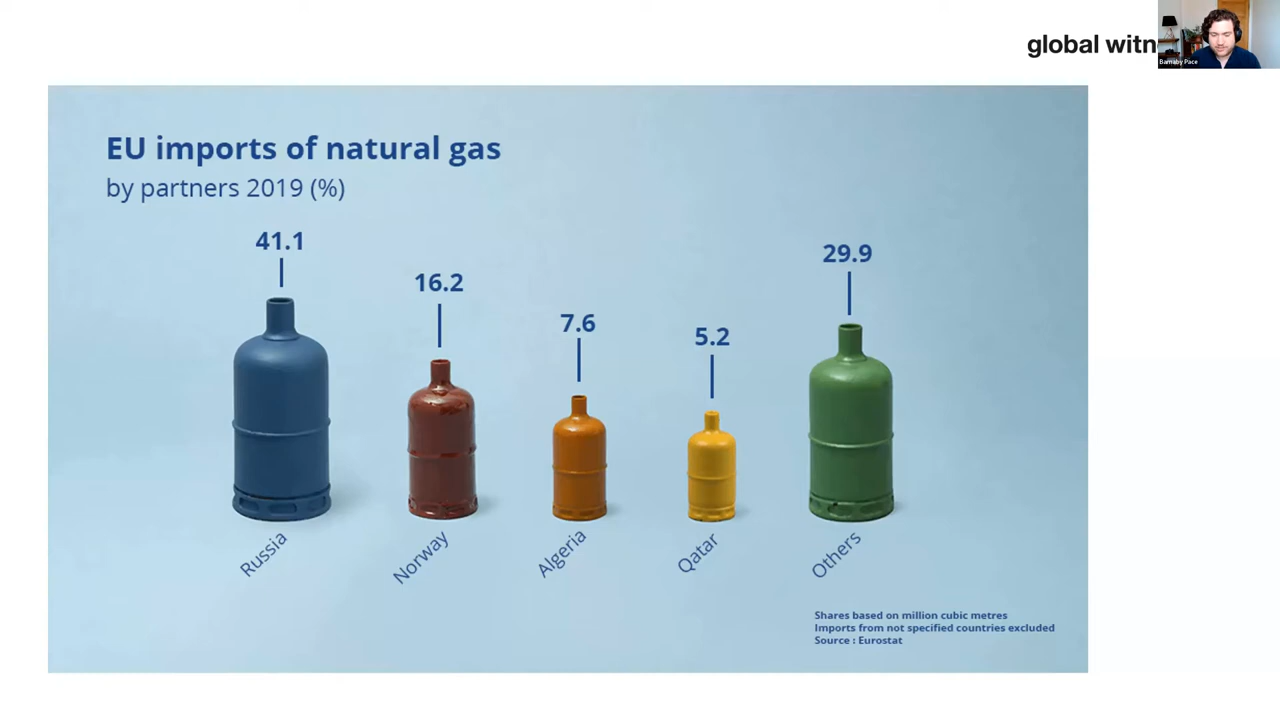 global witn
Barnaby Pace
EU imports of natural gas
by partners 2019 (%)
41.1
16.2
7.6
5.2
29.9
Russia
Norway
Algeria
Qatar
Others
Shares based on million cubic metres
Imports from not specified countries excluded
Source : Eurostat